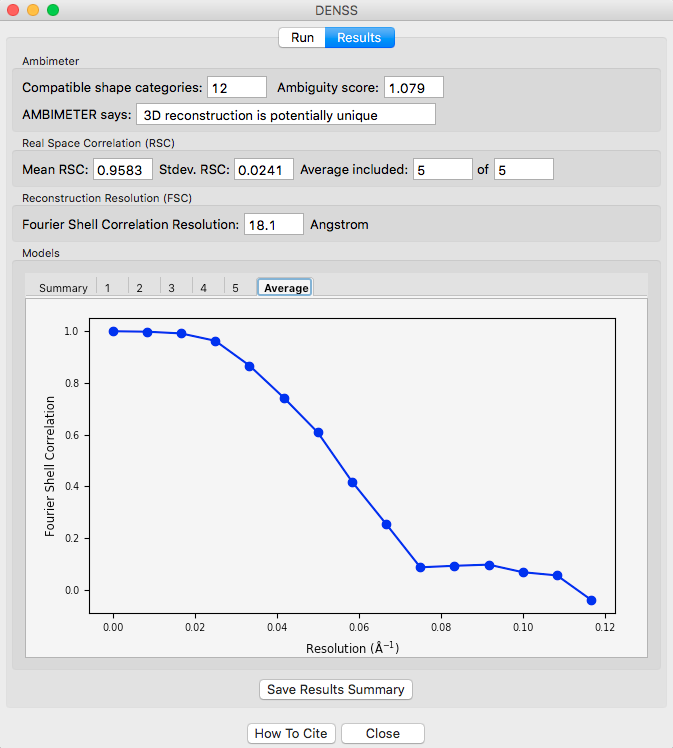 DENSS
Run Results
Ambimeter
Compatible shape categories: 12 Ambiguity score: 1.079
AMBIMETER says: 3D reconstruction is potentially unique
Real Space Correlation (RSC)
Mean RSC: 0.9583 Stdev. RSC: 0.0241 Average included: 5 of 5
Reconstruction Resolution (FSC)
Fourier Shell Correlation Resolution: 18.1 Angstrom
Models
Summary 1 2 3 4 5 Average
1.0
0.8
0.6
0.4
0.2
0.0
Fourier Shell Correlation
0.00 0.02 0.04 0.06 0.08 0.10 0.12
Resolution (Å⁻¹)
Save Results Summary
How To Cite Close